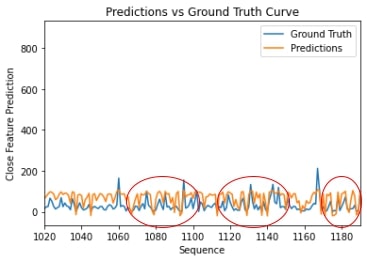 Predictions vs Ground Truth Curve
Ground Truth
Predictions
800
600
400
200
0
Close Feature Prediction
1020 1040 1060 1080 1100 1120 1140 1160 1180
Sequence